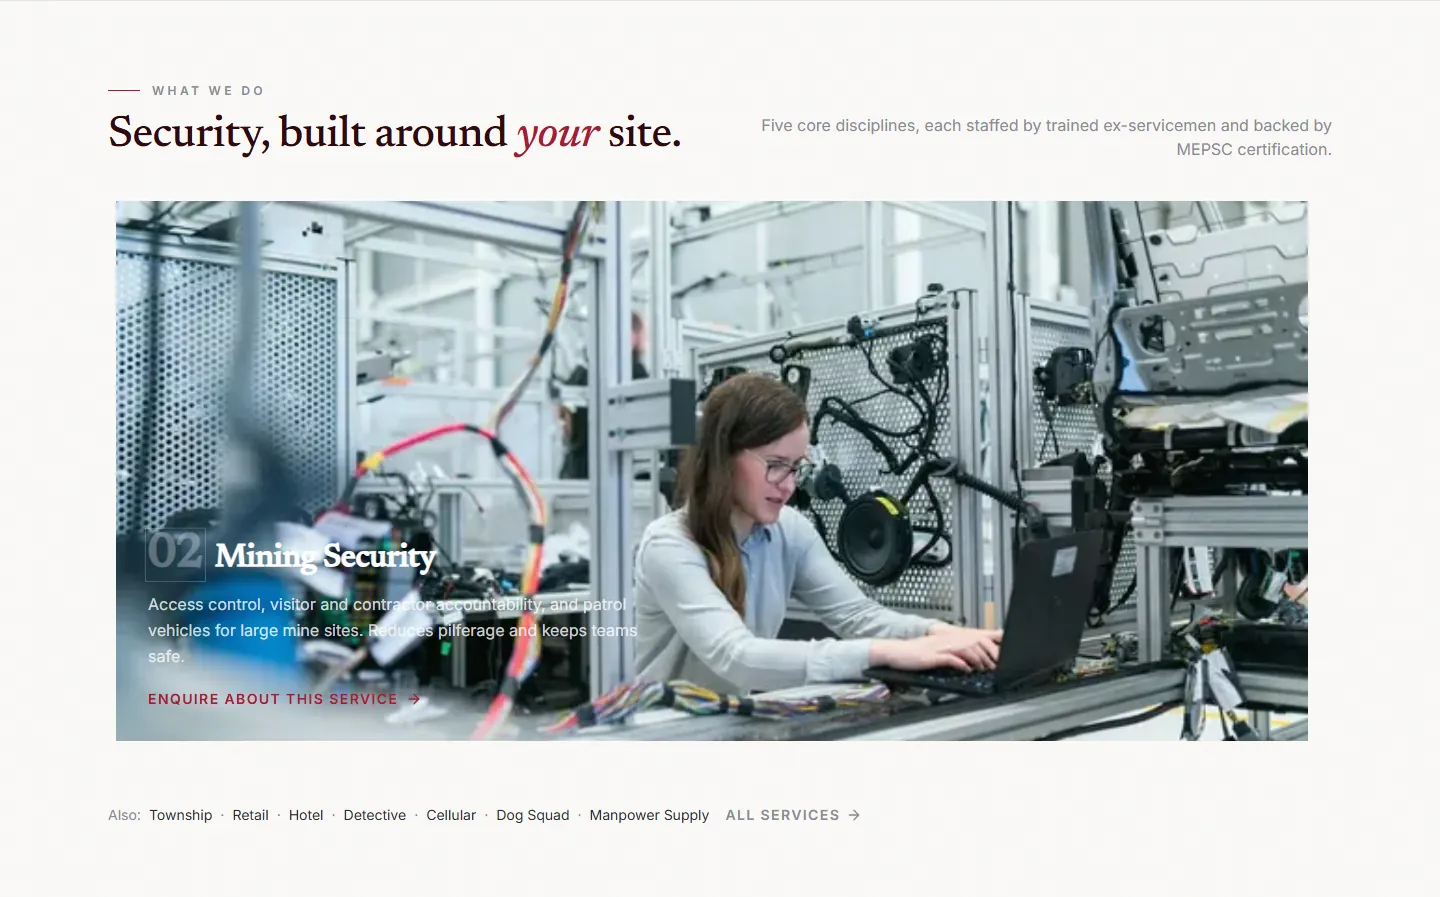 WHAT WE DO
Security, built around your site.
Five core disciplines, each staffed by trained ex-servicemen and backed by
MEPSC certification.
02 Mining Security
Access control, visitor and contractor accountability, and patrol
vehicles for large mine sites. Reduces pilferage and keeps teams
safe.
ENQUIRE ABOUT THIS SERVICE →
Also: Township · Retail · Hotel · Detective · Cellular · Dog Squad · Manpower Supply ALL SERVICES →